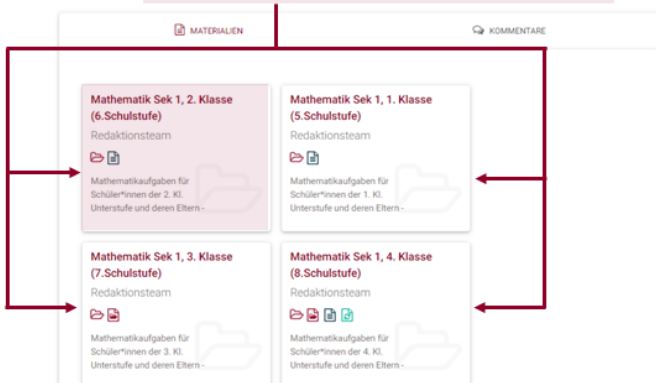 MATERIALIEN
KOMMENTARE
Mathematik Sek 1, 2. Klasse
(6.Schulstufe)
Redaktionsteam
Mathematikaufgaben für
Schüler*innen der 2. Kl.
Unterstufe und deren Eltern -
Mathematik Sek 1, 1. Klasse
(5.Schulstufe)
Redaktionsteam
Mathematikaufgaben für
Schüler*innen der 1. Kl.
Unterstufe und deren Eltern -
Mathematik Sek 1, 3. Klasse
(7.Schulstufe)
Redaktionsteam
Mathematikaufgaben für
Schüler*innen der 3. Kl.
Unterstufe und deren Eltern -
Mathematik Sek 1, 4. Klasse
(8.Schulstufe)
Redaktionsteam
Mathematikaufgaben für
Schüler*innen der 4. Kl.
Unterstufe und deren Eltern -